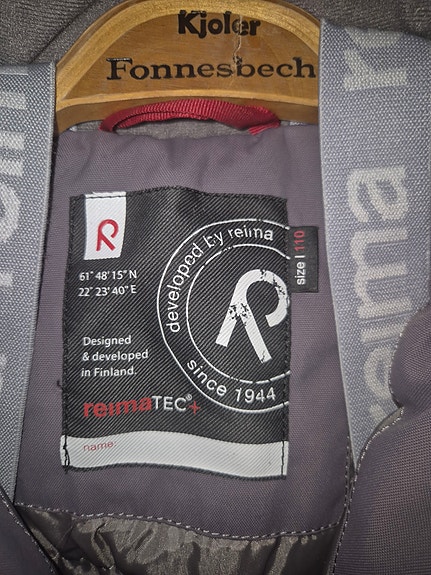 Kjoler
Fonnesbech
reima
reima
R
61° 48' 15" N
22° 23' 40" E
developed by reima
since 1944
size | 110
Designed
& developed
in Finland.
reimaTEC®+
name: